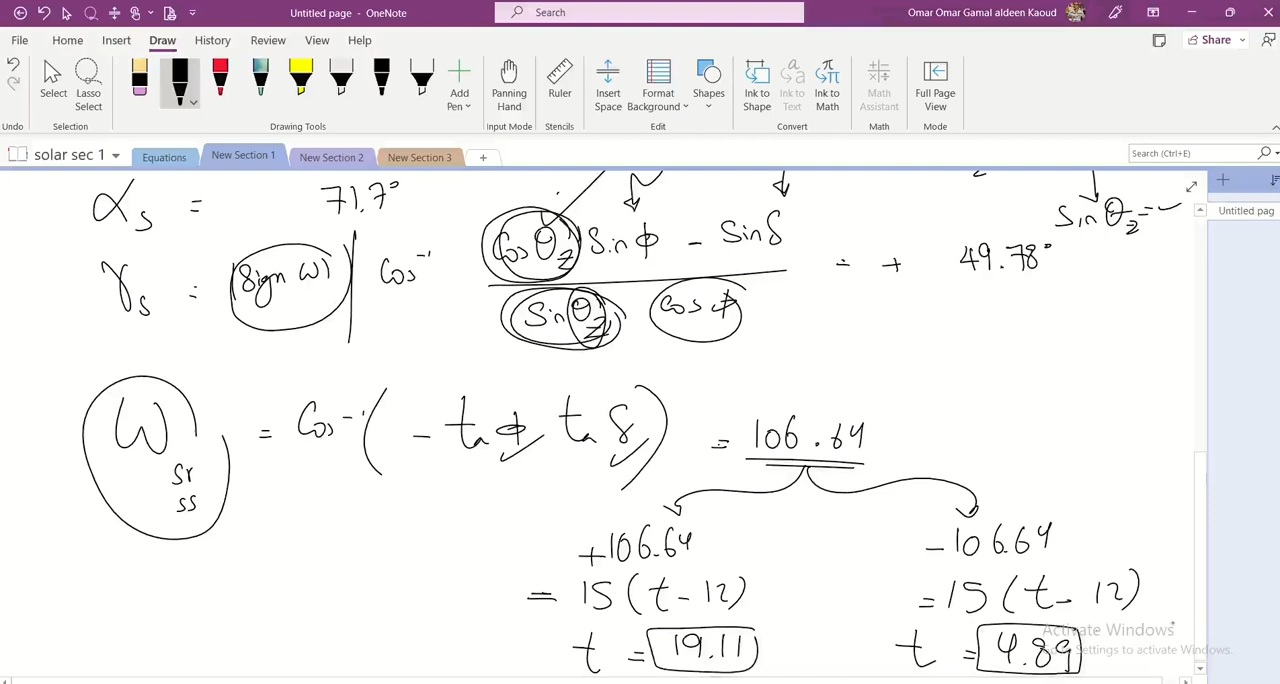 Untitled page - OneNote
Search
Omar Omar Gamal aldeen Kaoud
File Home Insert Draw History Review View Help
Share
Undo
Select
Lasso Select
Add Pen
Panning Hand
Ruler
Insert Space
Format Background
Shapes
Ink to Shape
Ink to Text
Ink to Math
Math Assistant
Full Page View
Selection Drawing Tools Input Mode Stencils Edit Convert Math Mode
solar sec 1 Equations New Section 1 New Section 2 New Section 3 +
Search (Ctrl+E)
Untitled pag
αs = 71.7°
sin θz =
γs = |sign ω| cos⁻¹ (cos θz sin ϕ - sin δ) / (sin θz cos ϕ) = + 49.78°
ω sr ss = cos⁻¹ ( - ta ϕ ta δ ) = 106.64
+106.64 -106.64
= 15 (t - 12) = 15 (t - 12)
t = 19.11 t = 4.89
Activate Windows
Go to Settings to activate Windows.